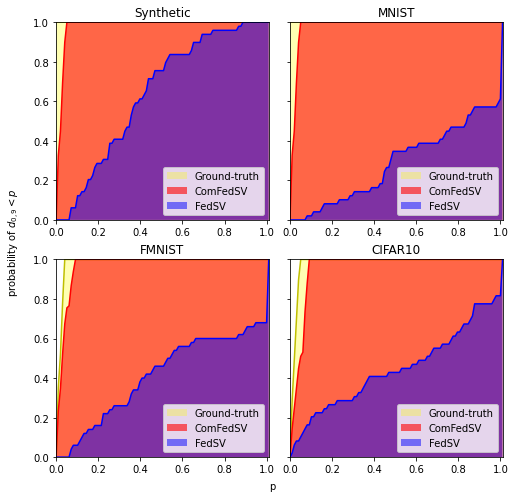 Synthetic
MNIST
1.0
0.8
0.6
0.4
0.2
0.0
Ground-truth
ComFedSV
FedSV
Ground-truth
ComFedSV
FedSV
0.0 0.2 0.4 0.6 0.8 1.0
0.0 0.2 0.4 0.6 0.8 1.0
probability of d0,9 < p
FMNIST
CIFAR10
1.0
0.8
0.6
0.4
0.2
0.0
Ground-truth
ComFedSV
FedSV
Ground-truth
ComFedSV
FedSV
0.0 0.2 0.4 0.6 0.8 1.0
0.0 0.2 0.4 0.6 0.8 1.0
p